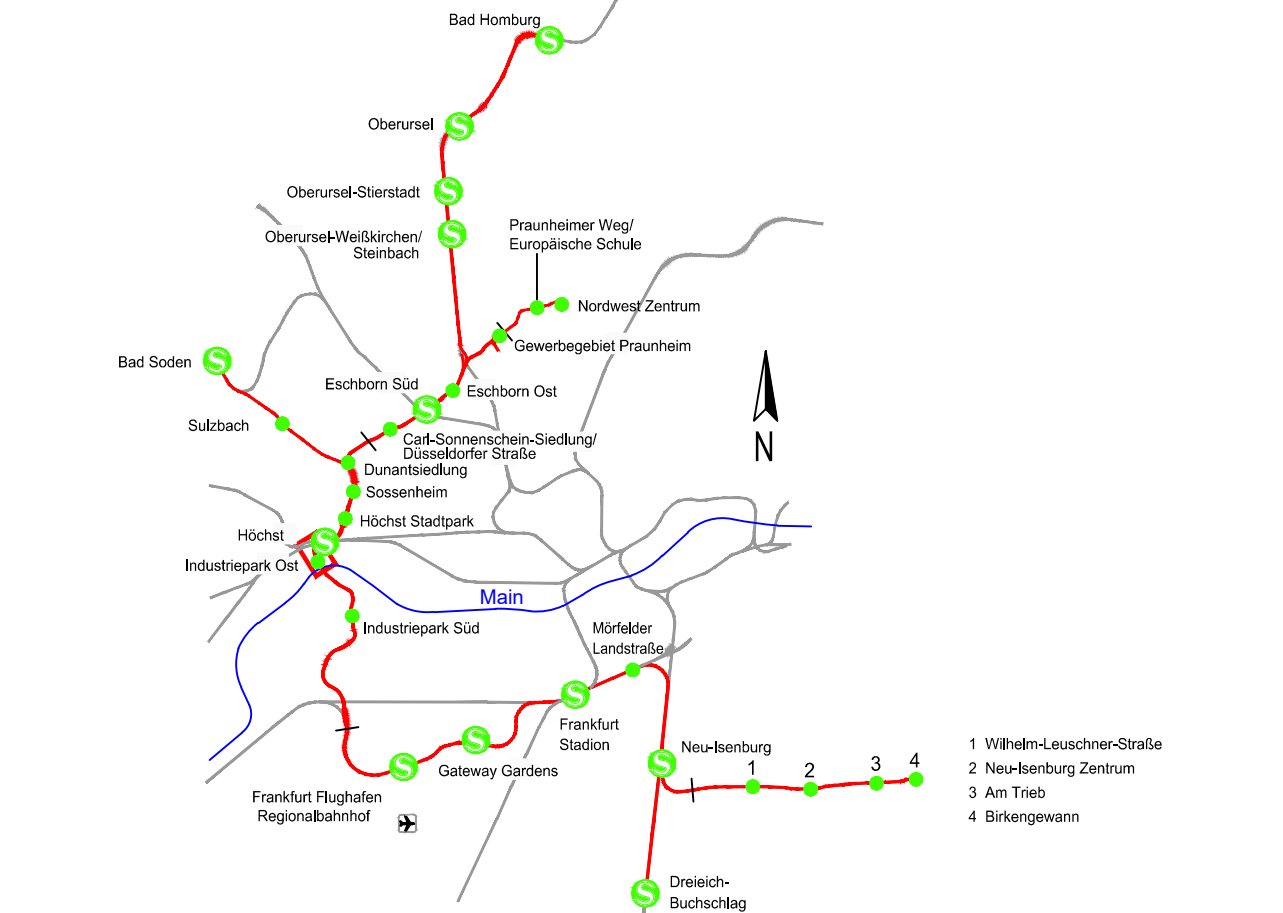 Bad Homburg
Oberursel
Oberursel-Stierstadt
Oberursel-Weißkirchen/
Steinbach
Praunheimer Weg/
Europäische Schule
Nordwest Zentrum
Gewerbegebiet Praunheim
Bad Soden
Eschborn Süd
Eschborn Ost
Sulzbach
Carl-Sonnenschein-Siedlung/
Düsseldorfer Straße
Dunantsiedlung
Sossenheim
Höchst Stadtpark
Höchst
Industriepark Ost
N
Main
Industriepark Süd
Mörfelder
Landstraße
Frankfurt
Stadion
Neu-Isenburg
Gateway Gardens
Frankfurt Flughafen
Regionalbahnhof
1 2 3 4
1 Wilhelm-Leuschner-Straße
2 Neu-Isenburg Zentrum
3 Am Trieb
4 Birkengewann
Dreieich-
Buchschlag
S
S
S
S
S
S
S
S
S
S
S
S